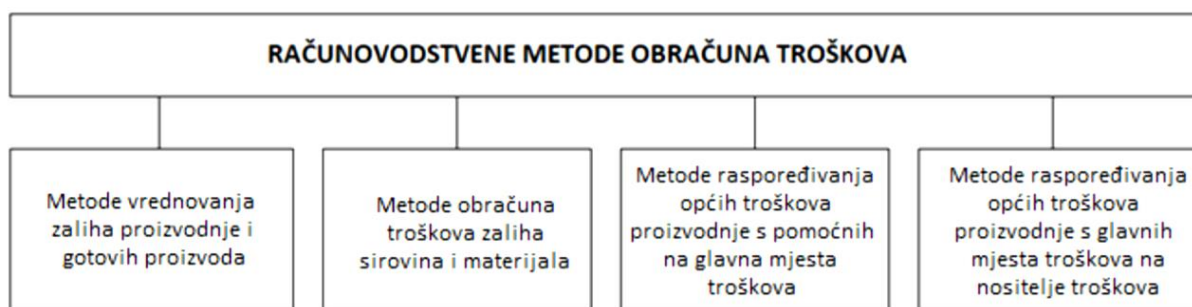 RAČUNOVODSTVENE METODE OBRAČUNA TROŠKOVA
Metode vrednovanja
zaliha proizvodnje i
gotovih proizvoda
Metode obračuna
troškova zaliha
sirovina i materijala
Metode raspoređivanja
općih troškova
proizvodnje s pomoćnih
na glavna mjesta
troškova
Metode raspoređivanja
općih troškova
proizvodnje s glavnih
mjesta troškova na
nositelje troškova